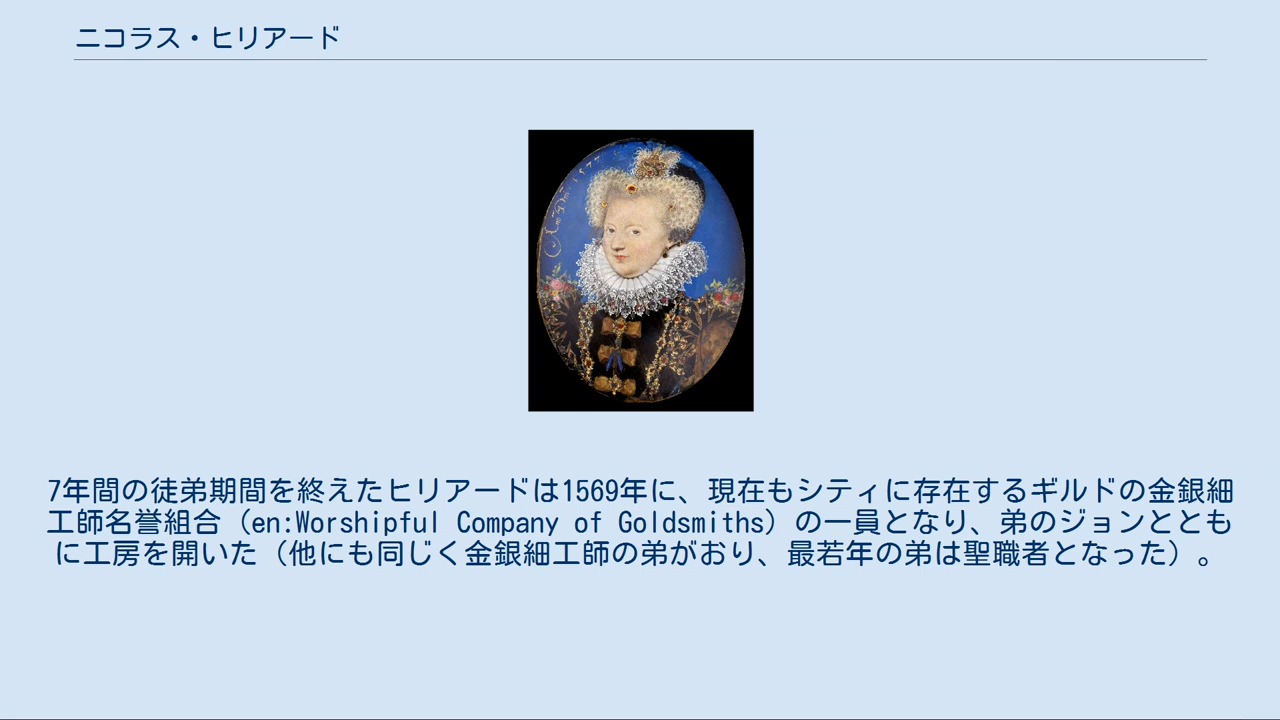 ニコラス・ヒリアード
7年間の徒弟期間を終えたヒリアードは1569年に、現在もシティに存在するギルドの金銀細
工師名誉組合（en:Worshipful Company of Goldsmiths）の一員となり、弟のジョンととも
に工房を開いた（他にも同じく金銀細工師の弟がおり、最若年の弟は聖職者となった）。